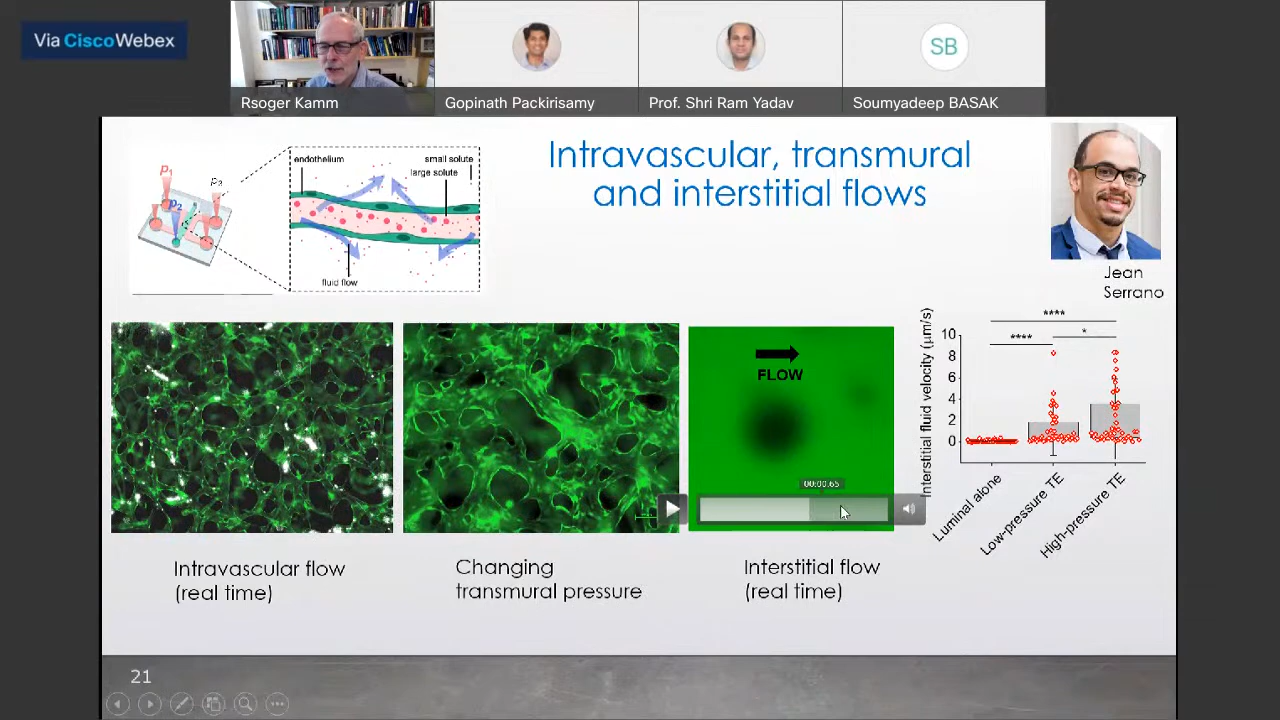 Via CiscoWebex
Rsoger Kamm
Gopinath Packirisamy
Prof. Shri Ram Yadav
SB
Soumyadeep BASAK
Intravascular, transmural
and interstitial flows
p1
p2
p3
endothelium
small solute
large solute
fluid flow
Jean
Serrano
FLOW
00:00.65
Interstitial fluid velocity (μm/s)
10
8
6
4
2
0
****
****
*
Luminal alone
Low-pressure TE
High-pressure TE
Intravascular flow
(real time)
Changing
transmural pressure
Interstitial flow
(real time)
21